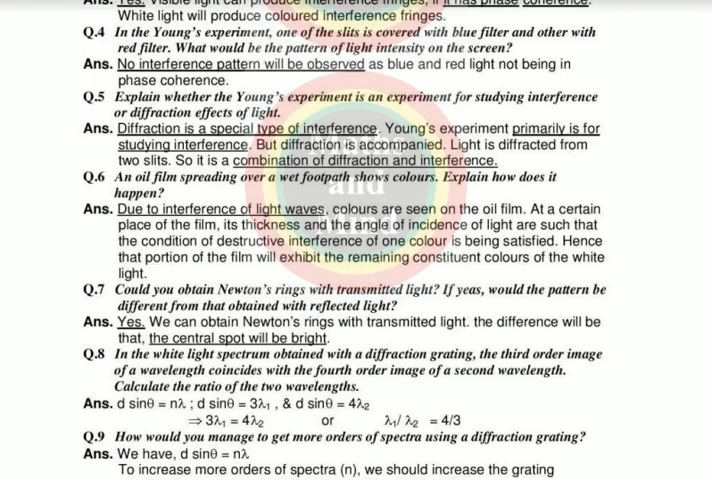 Ans. Yes. Visible light can produce interference fringes, if it has phase coherence.
White light will produce coloured interference fringes.
Q.4 In the Young's experiment, one of the slits is covered with blue filter and other with
red filter. What would be the pattern of light intensity on the screen?
Ans. No interference pattern will be observed as blue and red light not being in
phase coherence.
Q.5 Explain whether the Young's experiment is an experiment for studying interference
or diffraction effects of light.
Ans. Diffraction is a special type of interference. Young's experiment primarily is for
studying interference. But diffraction is accompanied. Light is diffracted from
two slits. So it is a combination of diffraction and interference.
Q.6 An oil film spreading over a wet footpath shows colours. Explain how does it
happen?
Ans. Due to interference of light waves, colours are seen on the oil film. At a certain
place of the film, its thickness and the angle of incidence of light are such that
the condition of destructive interference of one colour is being satisfied. Hence
that portion of the film will exhibit the remaining constituent colours of the white
light.
Q.7 Could you obtain Newton's rings with transmitted light? If yeas, would the pattern be
different from that obtained with reflected light?
Ans. Yes. We can obtain Newton's rings with transmitted light. the difference will be
that, the central spot will be bright.
Q.8 In the white light spectrum obtained with a diffraction grating, the third order image
of a wavelength coincides with the fourth order image of a second wavelength.
Calculate the ratio of the two wavelengths.
Ans. d sinθ = nλ ; d sinθ = 3λ₁ , & d sinθ = 4λ₂
⇒ 3λ₁ = 4λ₂ or λ₁/ λ₂ = 4/3
Q.9 How would you manage to get more orders of spectra using a diffraction grating?
Ans. We have, d sinθ = nλ
To increase more orders of spectra (n), we should increase the grating
and
Mind